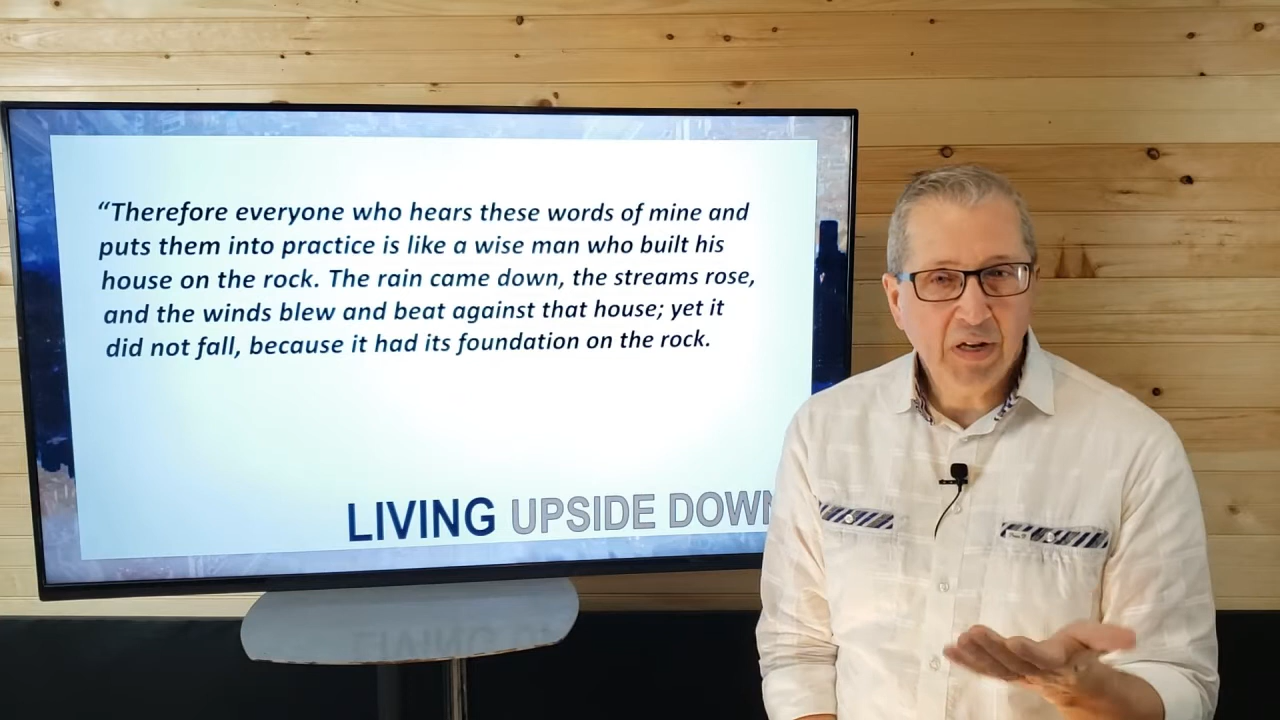 “Therefore everyone who hears these words of mine and
puts them into practice is like a wise man who built his
house on the rock. The rain came down, the streams rose,
and the winds blew and beat against that house; yet it
did not fall, because it had its foundation on the rock.
LIVING UPSIDE DOWN